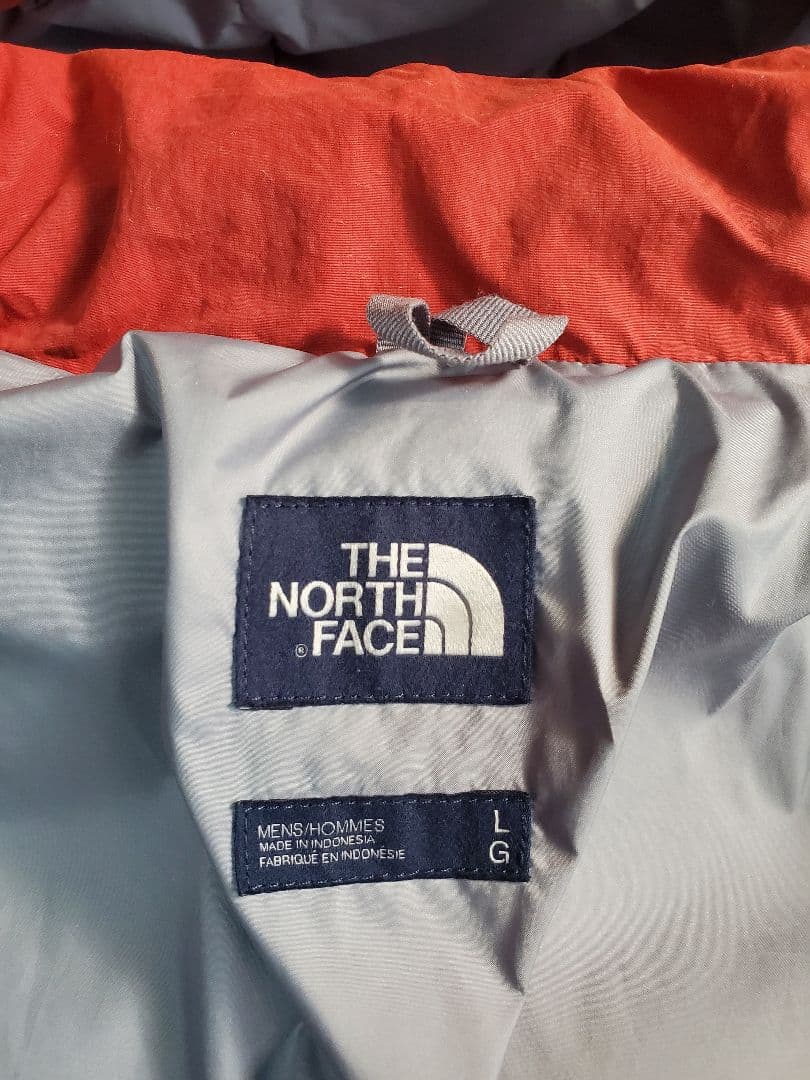 THE
NORTH
® FACE
MENS/HOMMES
MADE IN INDONESIA
FABRIQUÉ EN INDONÉSIE
L
G